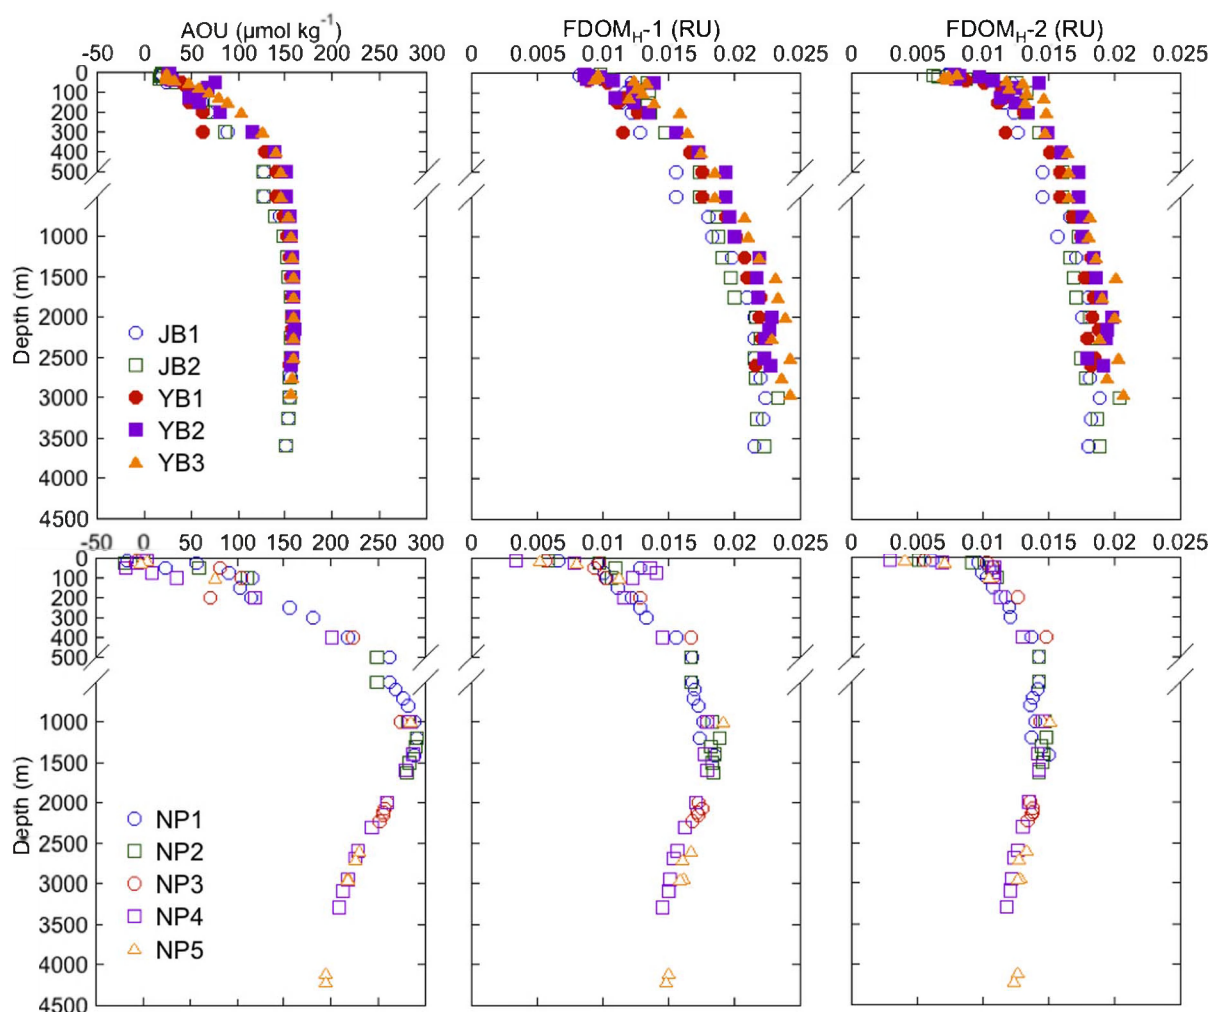 AOU (µmol kg⁻¹) FDOM_H-1 (RU) FDOM_H-2 (RU)
-50 0 50 100 150 200 250 300 0 0.005 0.01 0.015 0.02 0.025 0 0.005 0.01 0.015 0.02 0.025
0
100
200
300
400
500
1000
1500
2000
2500
3000
3500
4000
4500
Depth (m)
JB1
JB2
YB1
YB2
YB3
-50 0 50 100 150 200 250 300 0 0.005 0.01 0.015 0.02 0.025 0 0.005 0.01 0.015 0.02 0.025
0
100
200
300
400
500
1000
1500
2000
2500
3000
3500
4000
4500
Depth (m)
NP1
NP2
NP3
NP4
NP5